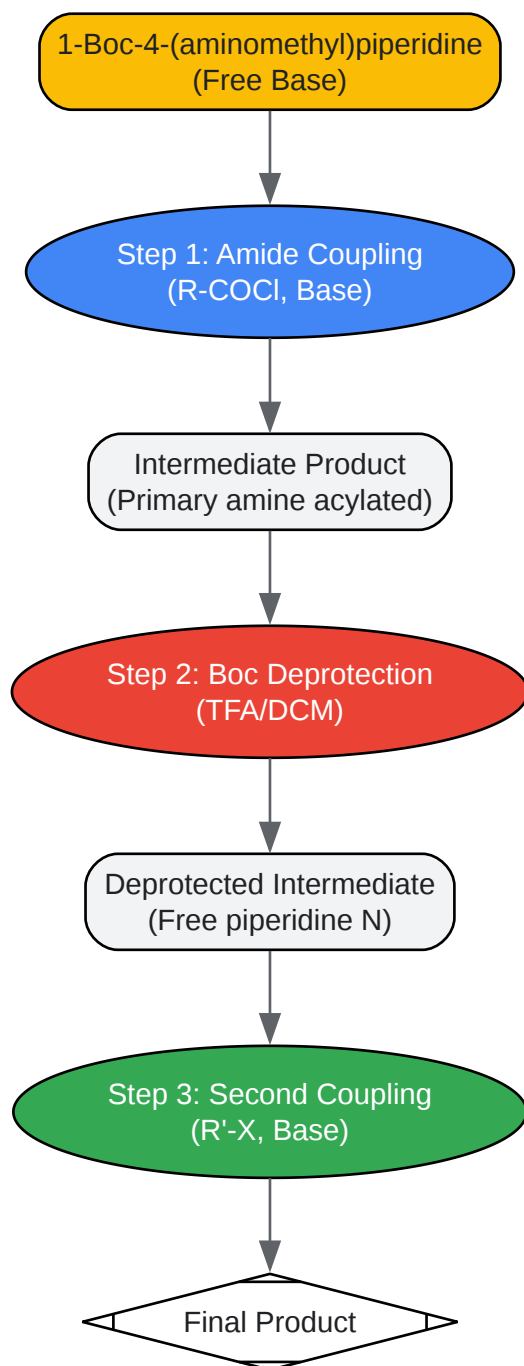 1-Boc-4-(aminomethyl)piperidine
(Free Base)
Step 1: Amide Coupling
(R-COCl, Base)
Intermediate Product
(Primary amine acylated)
Step 2: Boc Deprotection
(TFA/DCM)
Deprotected Intermediate
(Free piperidine N)
Step 3: Second Coupling
(R'-X, Base)
Final Product